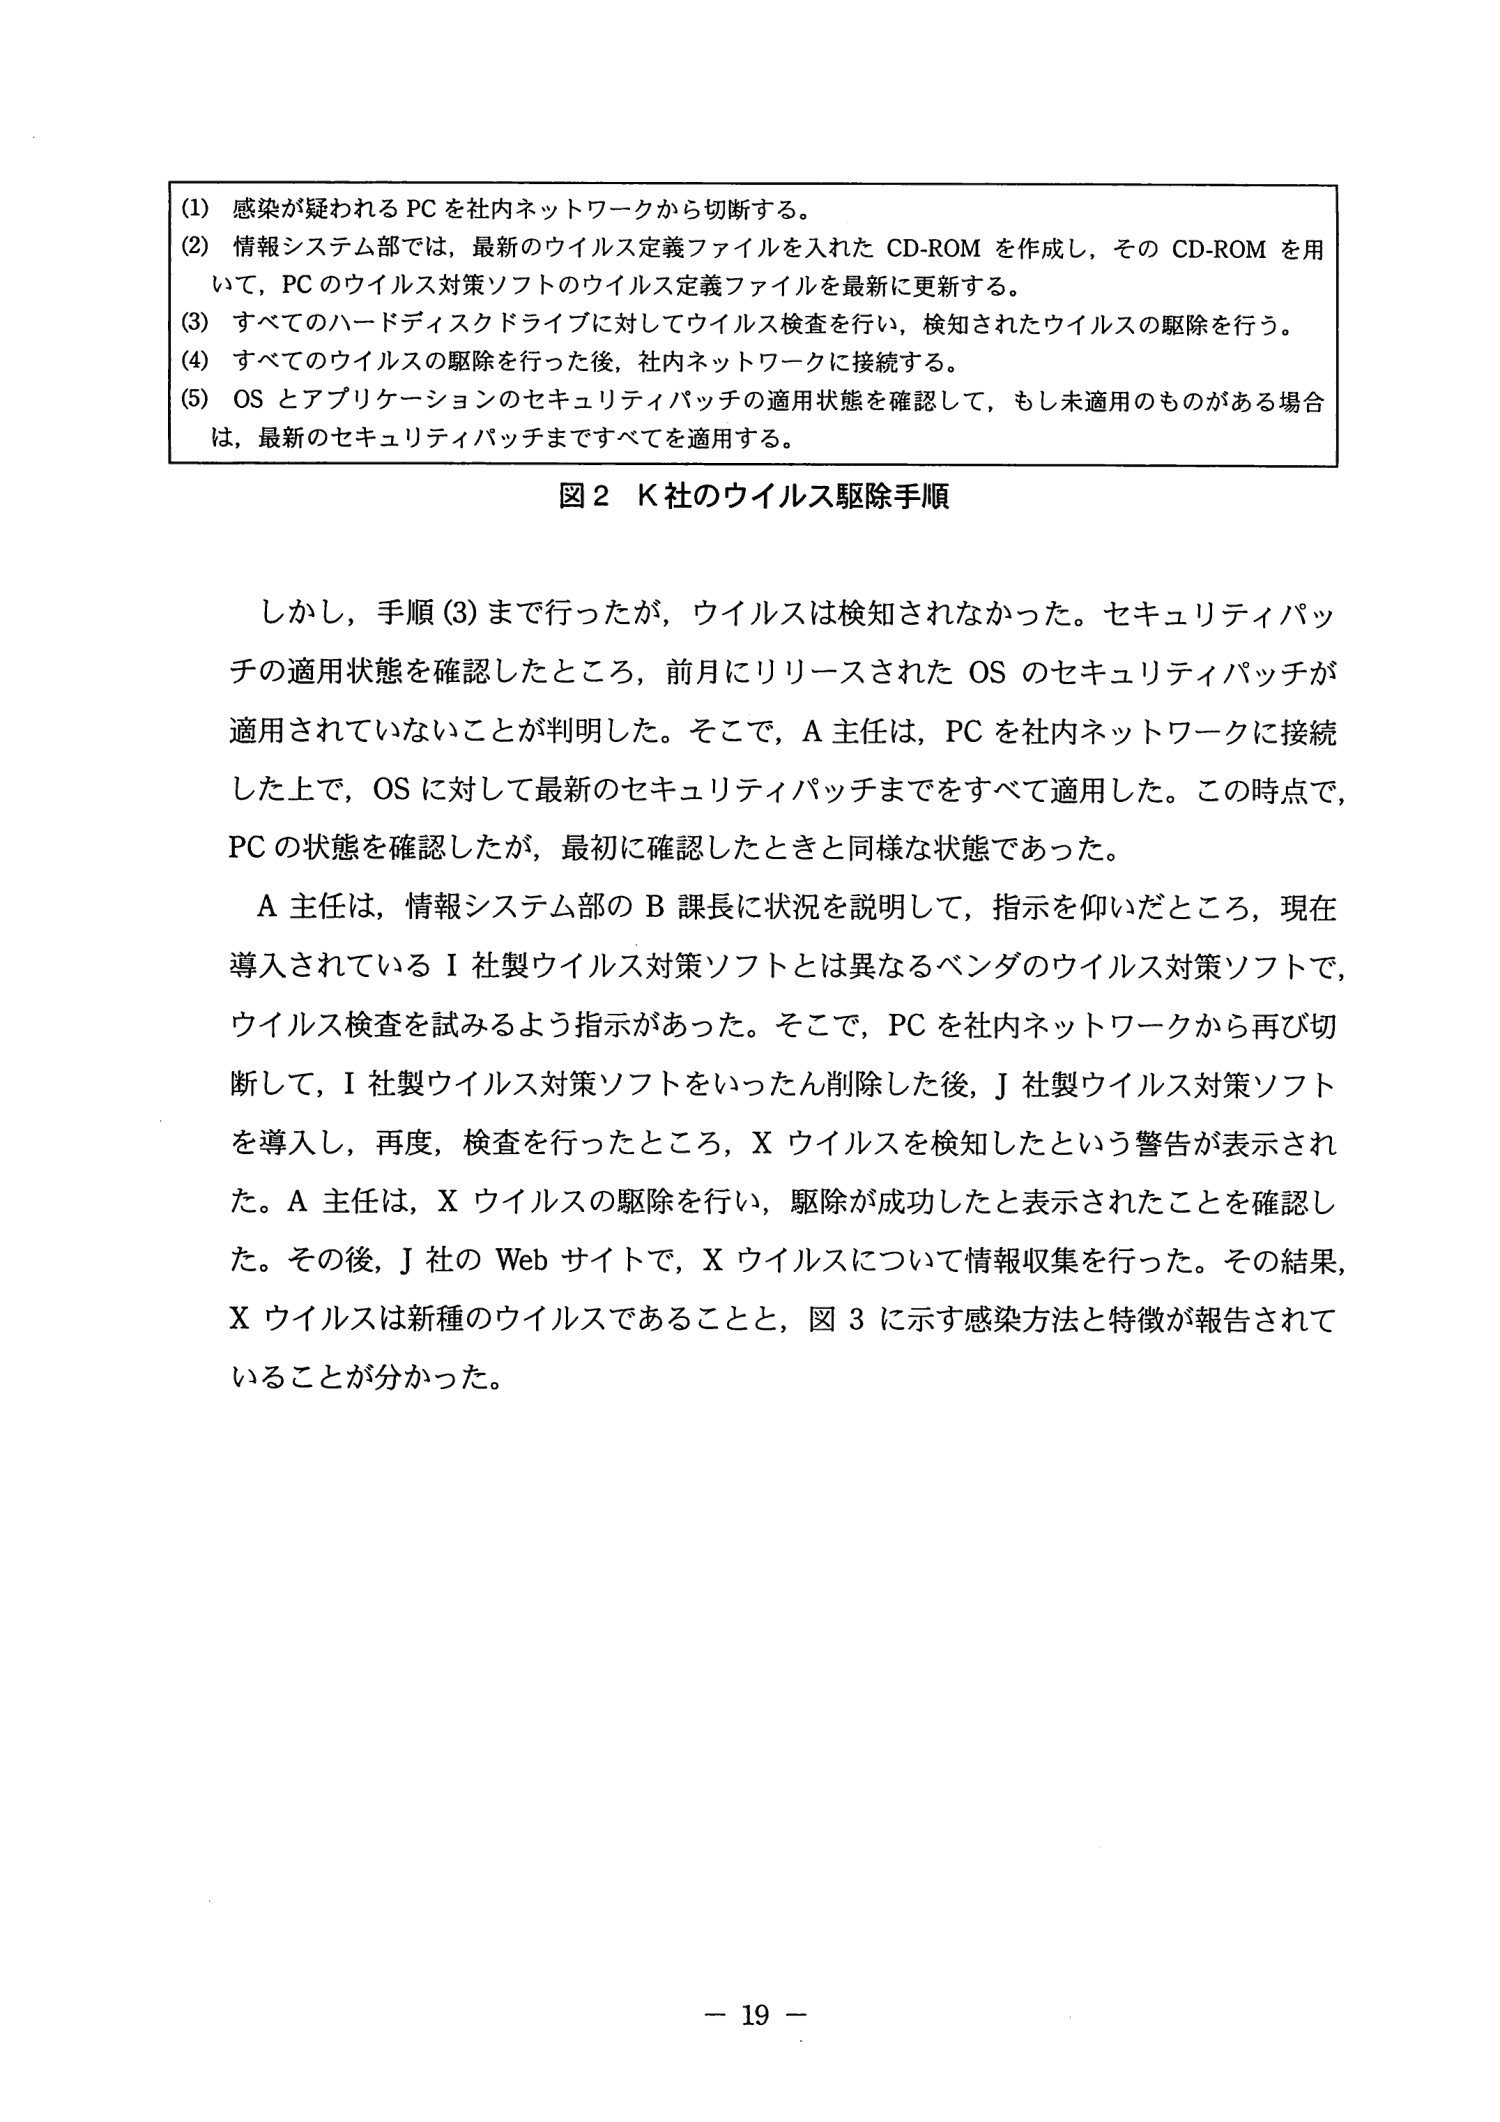 (1) 感染が疑われる PC を社内ネットワークから切断する。
(2) 情報システム部では，最新のウイルス定義ファイルを入れた CD-ROM を作成し，その CD-ROM を用
いて，PC のウイルス対策ソフトのウイルス定義ファイルを最新に更新する。
(3) すべてのハードディスクドライブに対してウイルス検査を行い，検知されたウイルスの駆除を行う。
(4) すべてのウイルスの駆除を行った後，社内ネットワークに接続する。
(5) OS とアプリケーションのセキュリティパッチの適用状態を確認して，もし未適用のものがある場合
は，最新のセキュリティパッチまですべてを適用する。
図２ Ｋ社のウイルス駆除手順
しかし，手順 (3) まで行ったが，ウイルスは検知されなかった。セキュリティパッ
チの適用状態を確認したところ，前月にリリースされた OS のセキュリティパッチが
適用されていないことが判明した。そこで，A 主任は，PC を社内ネットワークに接続
した上で，OS に対して最新のセキュリティパッチまでをすべて適用した。この時点で，
PC の状態を確認したが，最初に確認したときと同様な状態であった。
A 主任は，情報システム部の B 課長に状況を説明して，指示を仰いだところ，現在
導入されている I 社製ウイルス対策ソフトとは異なるベンダのウイルス対策ソフトで，
ウイルス検査を試みるよう指示があった。そこで，PC を社内ネットワークから再び切
断して，I 社製ウイルス対策ソフトをいったん削除した後，J 社製ウイルス対策ソフト
を導入し，再度，検査を行ったところ，X ウイルスを検知したという警告が表示され
た。A 主任は，X ウイルスの駆除を行い，駆除が成功したと表示されたことを確認し
た。その後，J 社の Web サイトで，X ウイルスについて情報収集を行った。その結果，
X ウイルスは新種のウイルスであることと，図 3 に示す感染方法と特徴が報告されて
いることが分かった。
－ 19 －